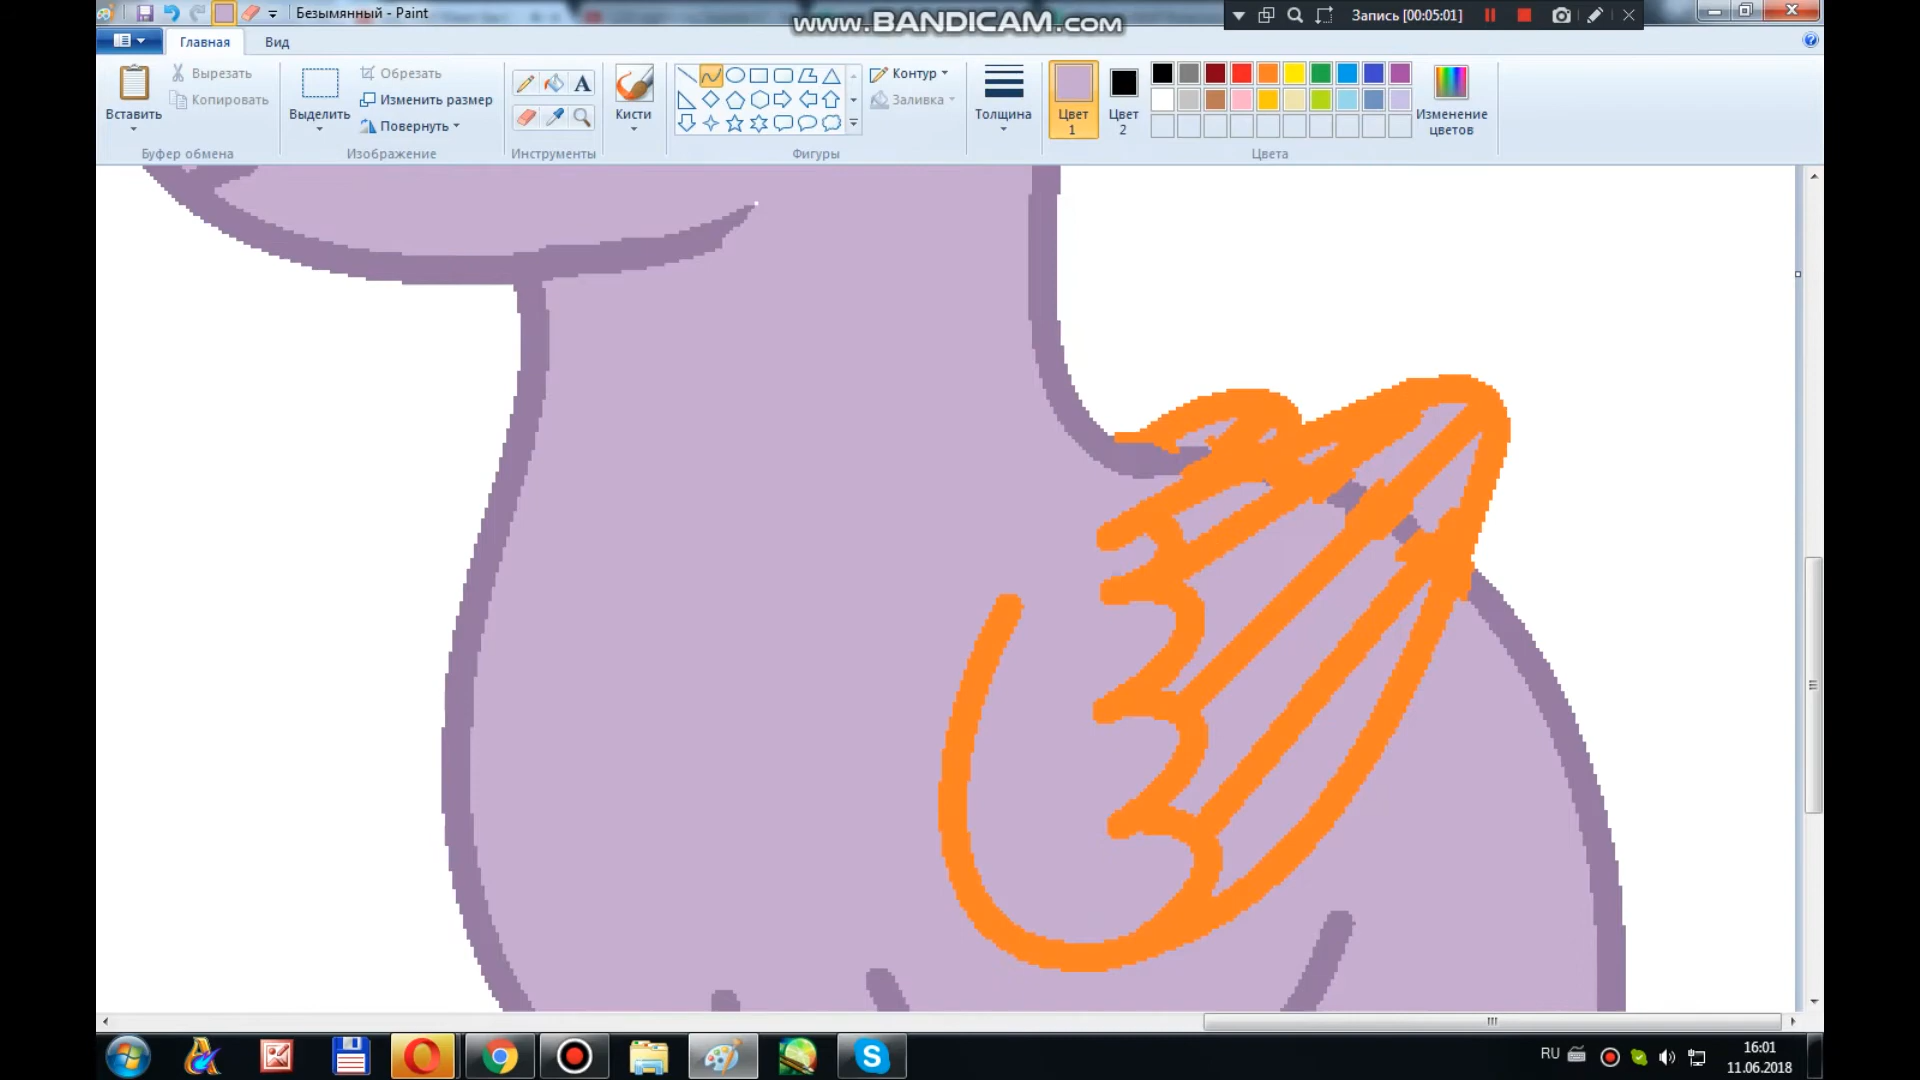 Безымянный - Paint
www.BANDICAM.com
Запись [00:05:01]
Главная
Вид
Вставить
Вырезать
Копировать
Буфер обмена
Выделить
Обрезать
Изменить размер
Повернуть
Изображение
A
Инструменты
Кисти
Контур
Заливка
Фигуры
Толщина
Цвет
1
Цвет
2
Изменение
цветов
Цвета
RU
16:01
11.06.2018